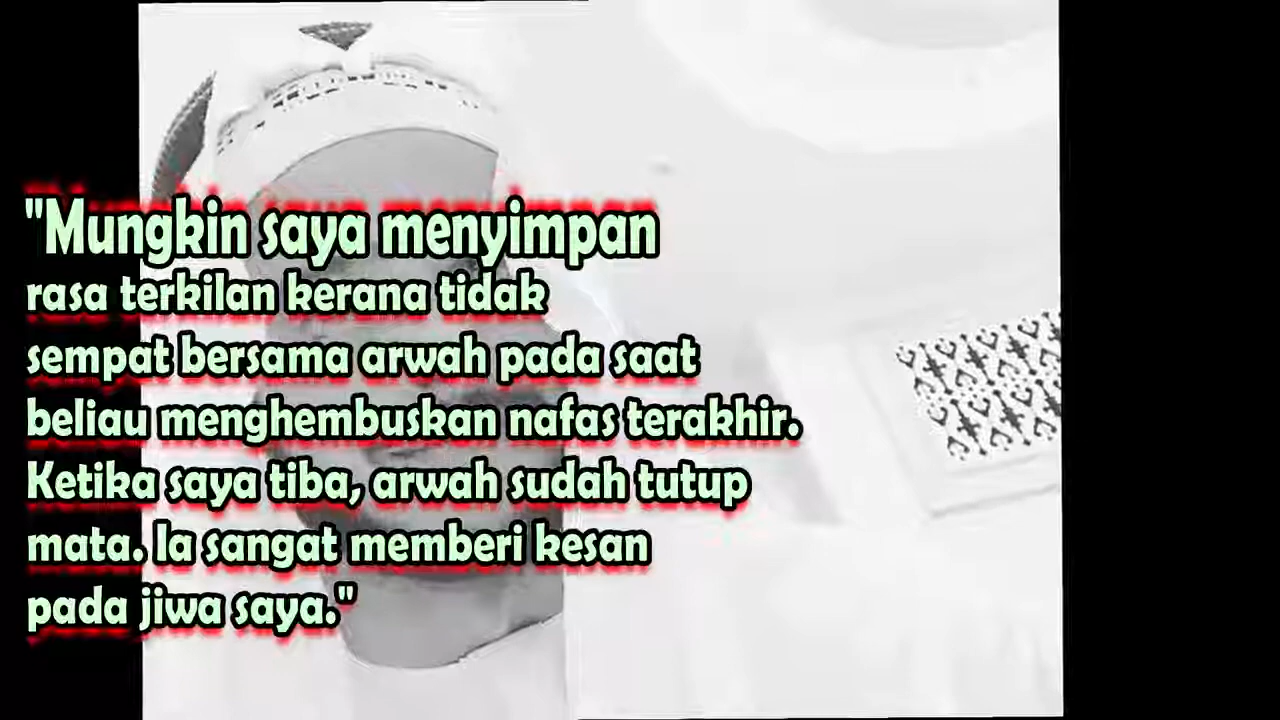 "Mungkin saya menyimpan
rasa terkilan kerana tidak
sempat bersama arwah pada saat
beliau menghembuskan nafas terakhir.
Ketika saya tiba, arwah sudah tutup
mata. Ia sangat memberi kesan
pada jiwa saya."